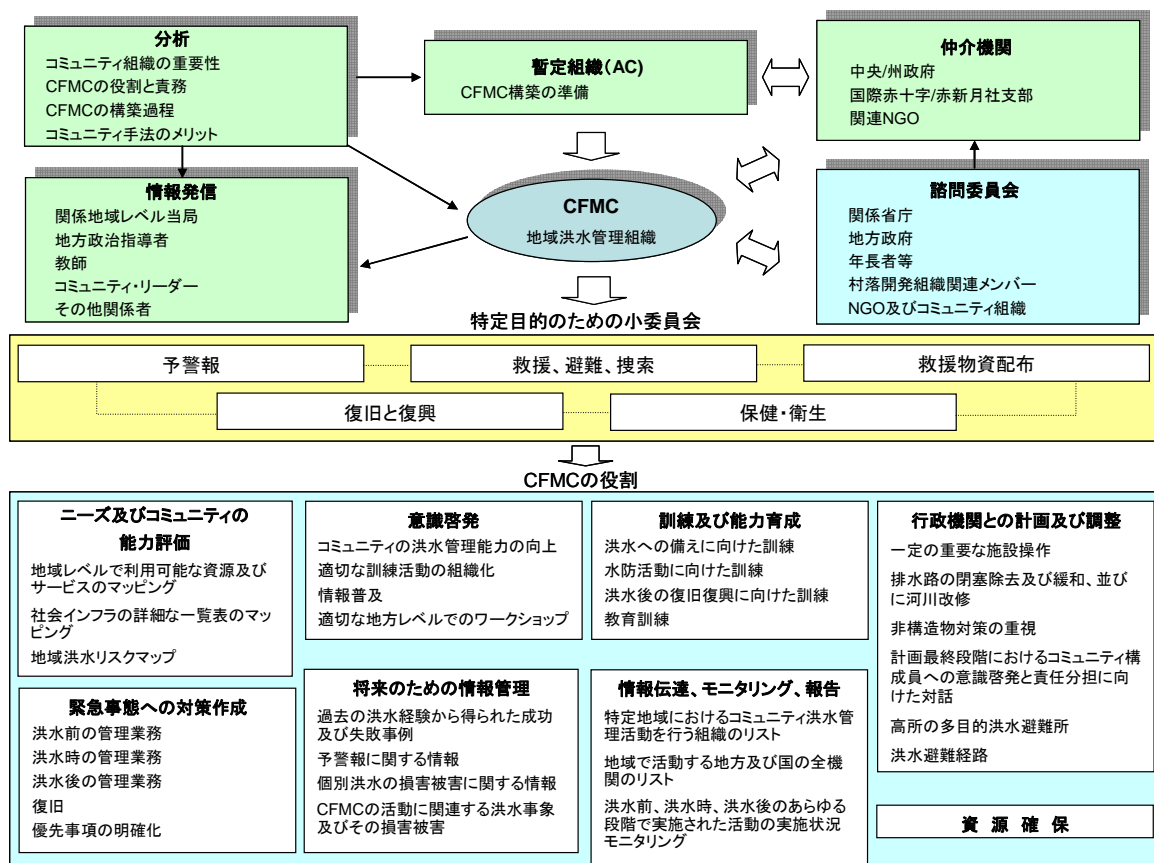 分析
コミュニティ組織の重要性
CFMCの役割と責務
CFMCの構築過程
コミュニティ手法のメリット
暫定組織(AC)
CFMC構築の準備
仲介機関
中央/州政府
国際赤十字/赤新月社支部
関連NGO
情報発信
関係地域レベル当局
地方政治指導者
教師
コミュニティ・リーダー
その他関係者
CFMC
地域洪水管理組織
諮問委員会
関係省庁
地方政府
年長者等
村落開発組織関連メンバー
NGO及びコミュニティ組織
特定目的のための小委員会
予警報
救援、避難、捜索
救援物資配布
復旧と復興
保健・衛生
CFMCの役割
ニーズ及びコミュニティの
能力評価
地域レベルで利用可能な資源及び
サービスのマッピング
社会インフラの詳細な一覧表のマッ
ピング
地域洪水リスクマップ
意識啓発
コミュニティの洪水管理能力の向上
適切な訓練活動の組織化
情報普及
適切な地方レベルでのワークショップ
訓練及び能力育成
洪水への備えに向けた訓練
水防活動に向けた訓練
洪水後の復旧復興に向けた訓練
教育訓練
行政機関との計画及び調整
一定の重要な施設操作
排水路の閉塞除去及び緩和、並び
に河川改修
非構造物対策の重視
計画最終段階におけるコミュニティ構
成員への意識啓発と責任分担に向
けた対話
高所の多目的洪水避難所
洪水避難経路
緊急事態への対策作成
洪水前の管理業務
洪水時の管理業務
洪水後の管理業務
復旧
優先事項の明確化
将来のための情報管理
過去の洪水経験から得られた成功
及び失敗事例
予警報に関する情報
個別洪水の損害被害に関する情報
CFMCの活動に関連する洪水事象
及びその損害被害
情報伝達、モニタリング、報告
特定地域におけるコミュニティ洪水管
理活動を行う組織のリスト
地域で活動する地方及び国の全機
関のリスト
洪水前、洪水時、洪水後のあらゆる
段階で実施された活動の実施状況
モニタリング
資源確保